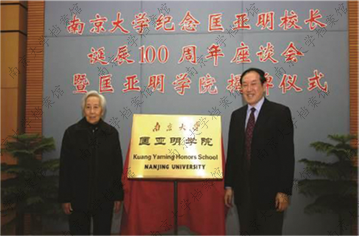 南京大学纪念匡亚明校长
诞辰100周年座谈会
暨匡亚明学院揭牌仪式
南京大学
匡亚明学院
Kuang Yaming Honors School
NANJING UNIVERSITY